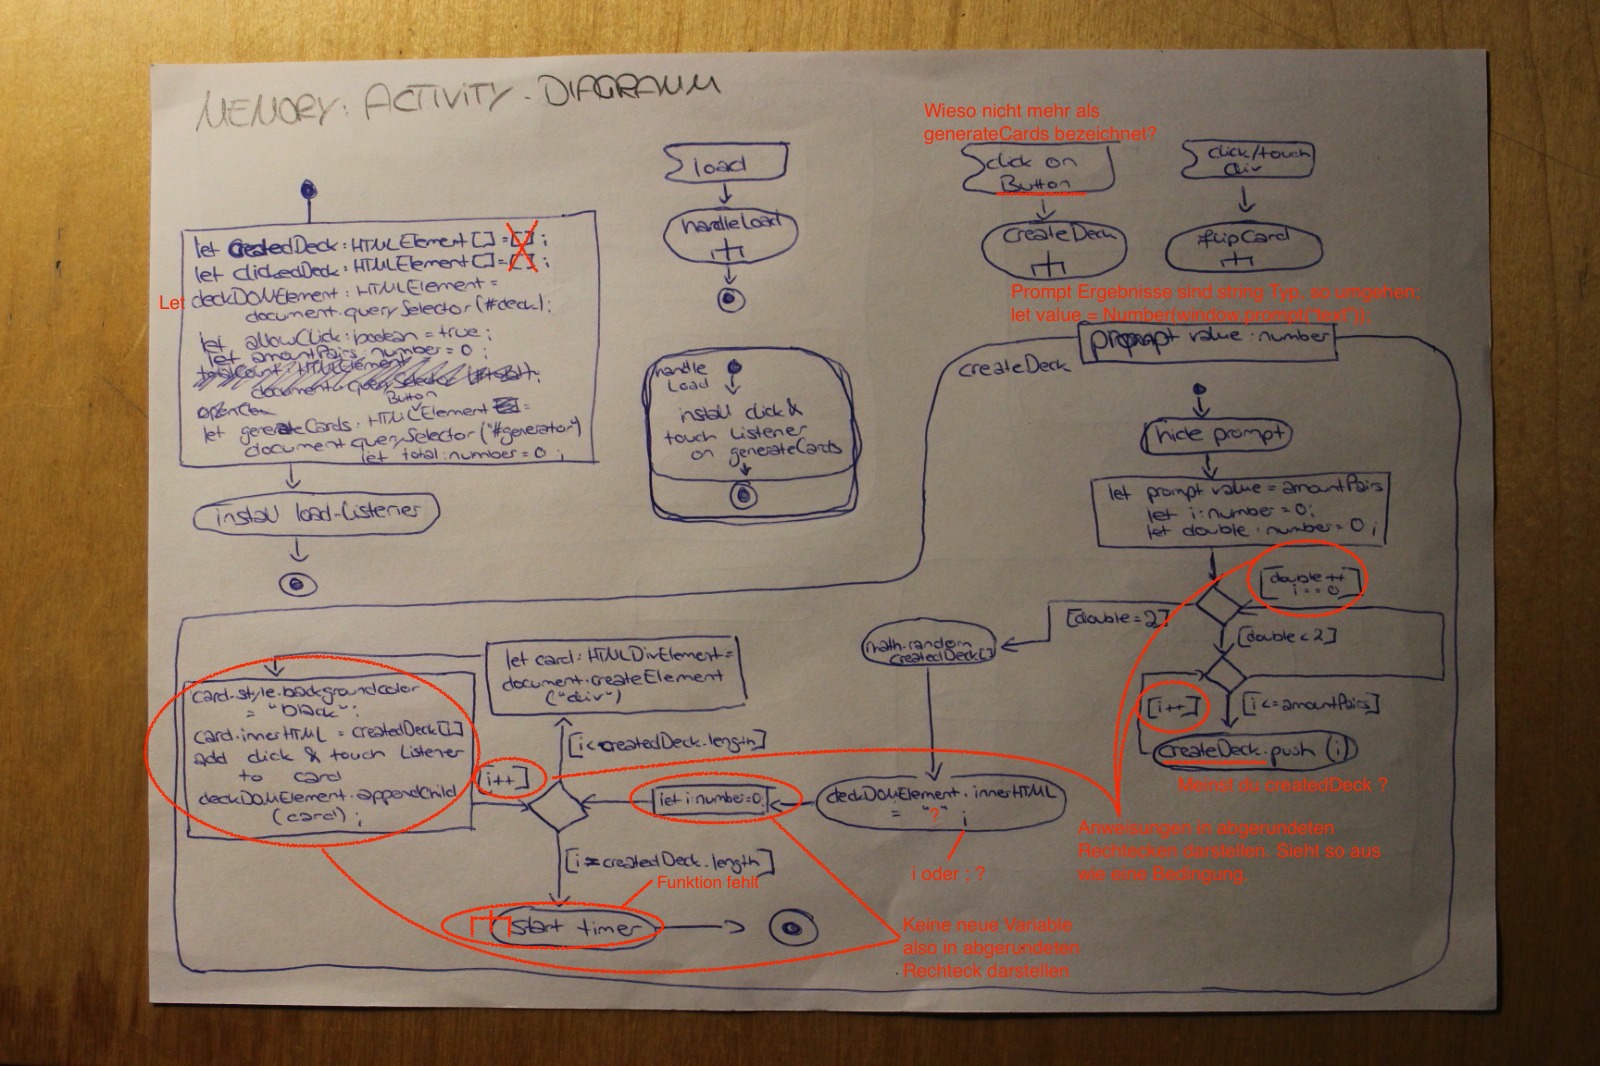 MEMORY: ACTIVITY-DIAGRAMM
let createdDeck: HTMLElement[] = [];
let clickedDeck: HTMLElement[] = [];
Let
deckDOMElement: HTMLElement =
document.querySelector(#deck);
let allowClick: boolean = true;
let amountPairs: number = 0;
Button
let generateCards: HTMLElement =
document.querySelector("#generator")
let total: number = 0;
install load-Listener
load
handleLoad
handle
Load
install click &
touch Listener
on generateCards
Wieso nicht mehr als
generateCards bezeichnet?
click on
Button
createDeck
click/touch
div
flipCard
Prompt Ergebnisse sind string Typ, so umgehen:
let value = Number(window.prompt("text"));
prompt value: number
createDeck
hide prompt
let prompt value = amountPairs
let i: number = 0;
let double: number = 0;
[double ++
i == 0]
[double = 2]
[double < 2]
[i++]
[i <= amountPairs]
createDeck.push(i)
Meinst du createdDeck ?
math.random
createdDeck[]
deckDOMElement.innerHTML
= "?" ;
i oder ; ?
let i: number=0;
let card: HTMLDivElement =
document.createElement
("div")
card.style.backgroundcolor
= "black";
card.innerHTML = createdDeck[i]
add click & touch Listener
to card
deckDOMElement.appendChild
(card);
[i++]
[i< createdDeck.length]
[i = createdDeck.length]
Funktion fehlt
start timer
Anweisungen in abgerundeten
Rechtecken darstellen. Sieht so aus
wie eine Bedingung.
Keine neue Variable
also in abgerundeten
Rechteck darstellen